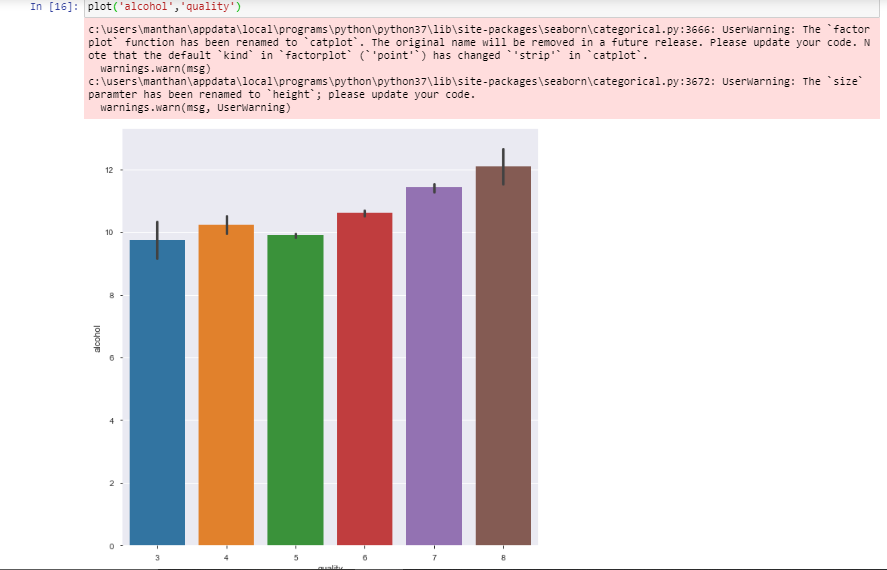 In [16]: plot('alcohol','quality')
c:\users\manthan\appdata\local\programs\python\python37\lib\site-packages\seaborn\categorical.py:3666: UserWarning: The `factor
plot` function has been renamed to `catplot`. The original name will be removed in a future release. Please update your code. N
ote that the default `kind` in `factorplot` (`'point'`) has changed `'strip'` in `catplot`.
warnings.warn(msg)
c:\users\manthan\appdata\local\programs\python\python37\lib\site-packages\seaborn\categorical.py:3672: UserWarning: The `size`
paramter has been renamed to `height`; please update your code.
warnings.warn(msg, UserWarning)
12
10
8
6
4
2
0
alcohol
3 4 5 6 7 8
quality